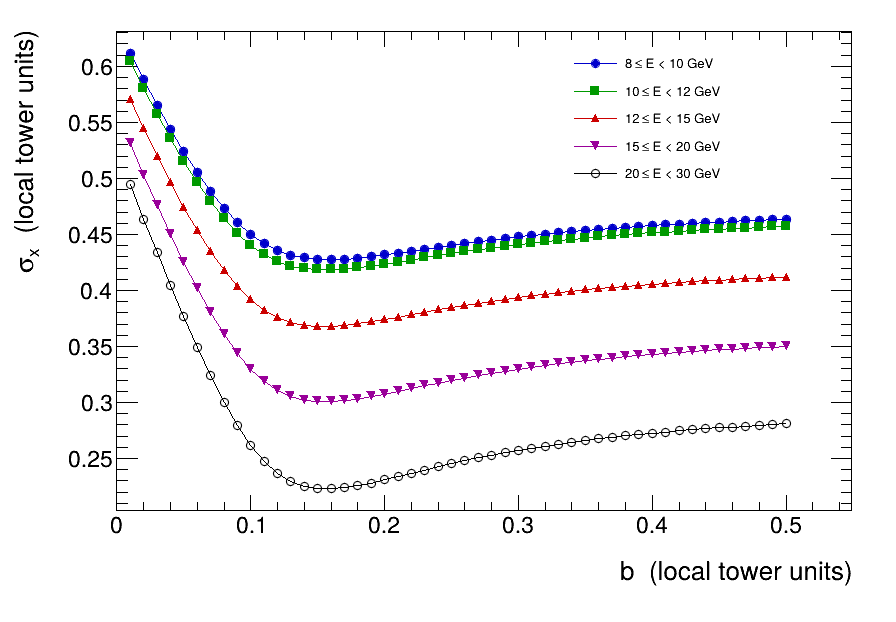 σx (local tower units)
0.6
0.55
0.5
0.45
0.4
0.35
0.3
0.25
8 ≤ E < 10 GeV
10 ≤ E < 12 GeV
12 ≤ E < 15 GeV
15 ≤ E < 20 GeV
20 ≤ E < 30 GeV
0 0.1 0.2 0.3 0.4 0.5
b (local tower units)